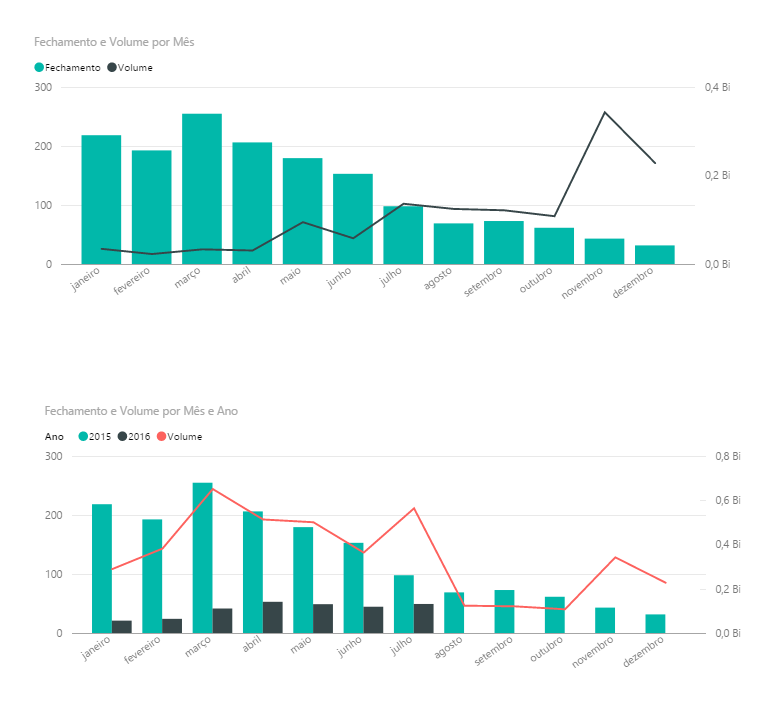 Fechamento e Volume por Mês
Fechamento Volume
300 0,4 Bi
200
0,2 Bi
100
0 0,0 Bi
janeiro fevereiro março abril maio junho julho agosto setembro outubro novembro dezembro
Fechamento e Volume por Mês e Ano
Ano 2015 2016 Volume
300 0,8 Bi
0,6 Bi
200
0,4 Bi
100
0,2 Bi
0 0,0 Bi
janeiro fevereiro março abril maio junho julho agosto setembro outubro novembro dezembro